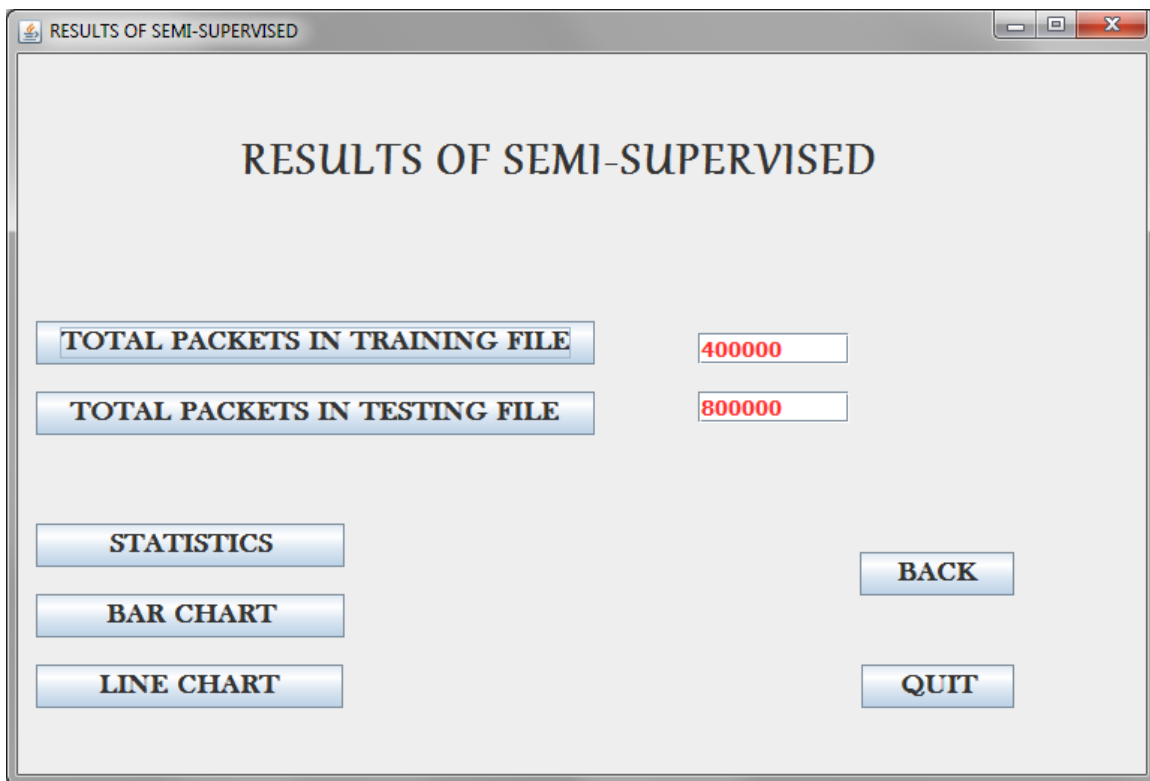 RESULTS OF SEMI-SUPERVISED
RESULTS OF SEMI-SUPERVISED
TOTAL PACKETS IN TRAINING FILE
400000
TOTAL PACKETS IN TESTING FILE
800000
STATISTICS
BACK
BAR CHART
LINE CHART
QUIT